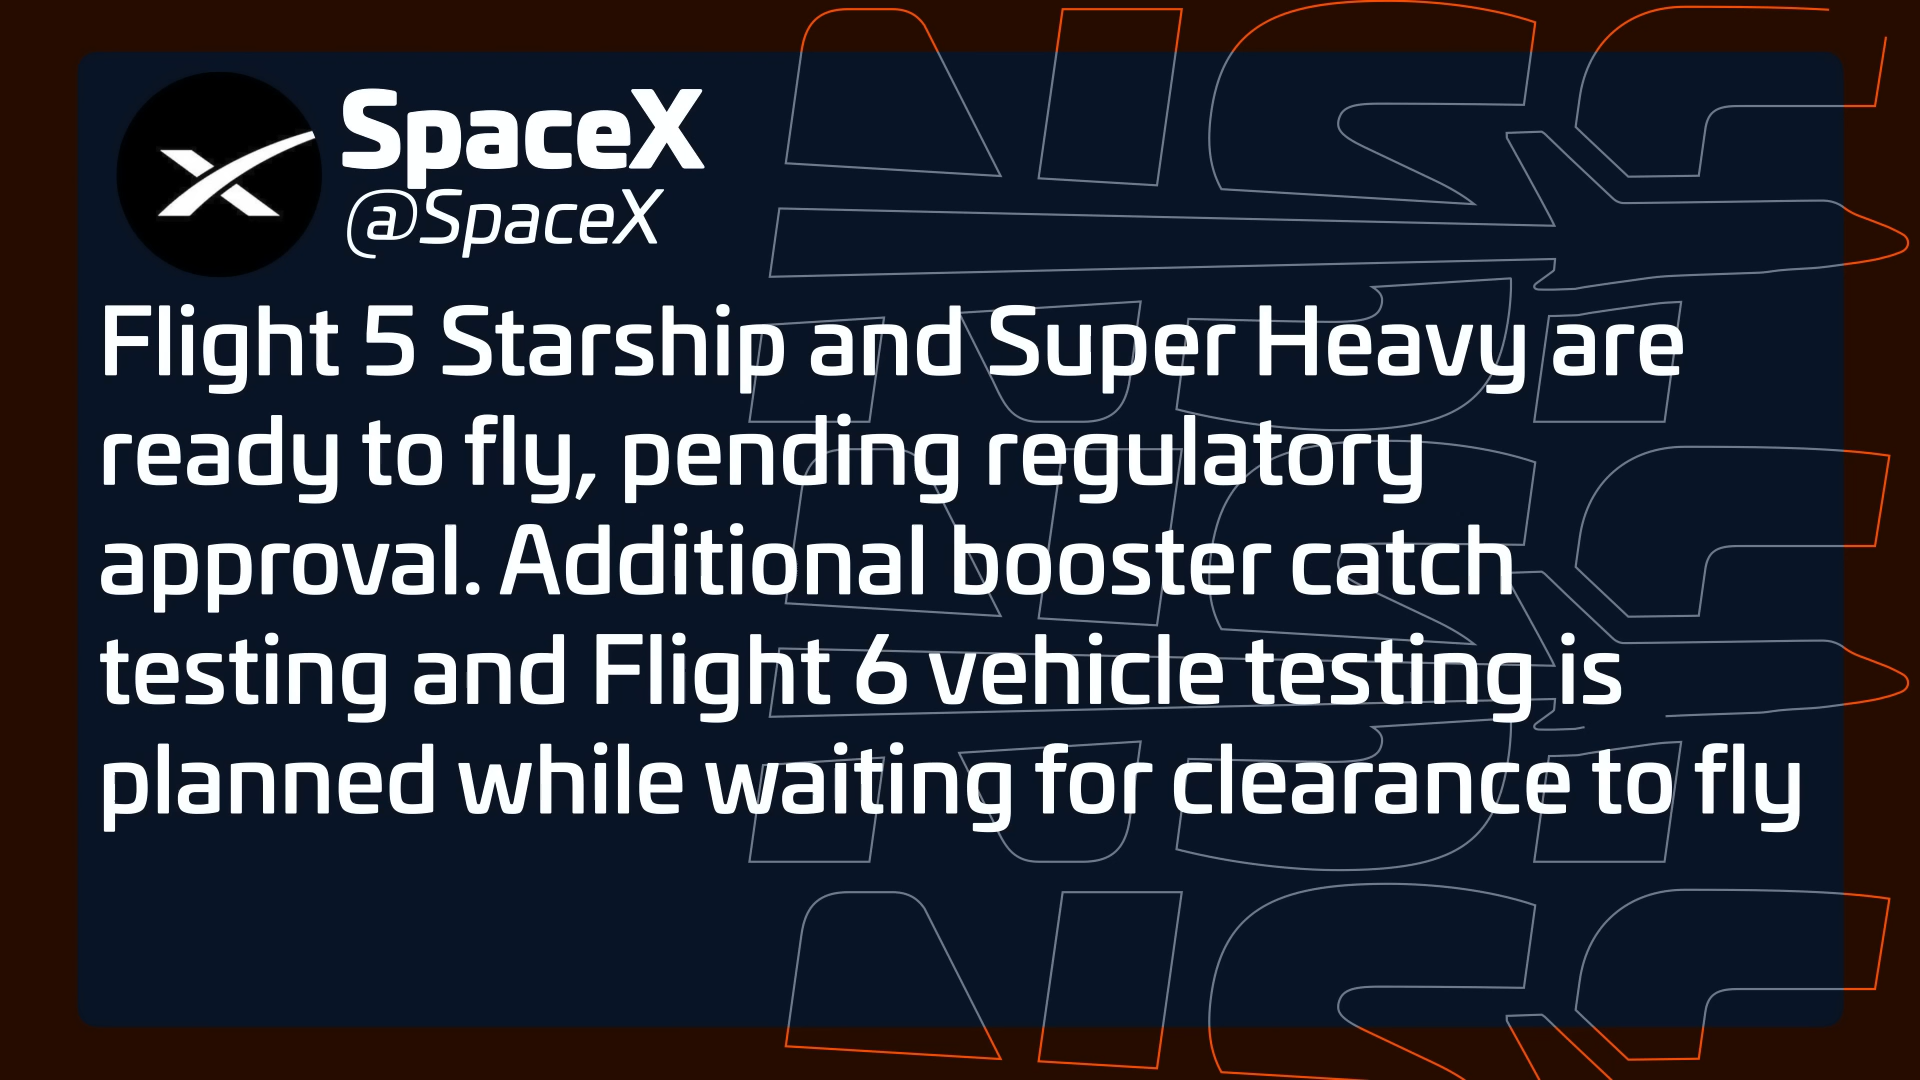 SpaceX
@SpaceX
Flight 5 Starship and Super Heavy are
ready to fly, pending regulatory
approval. Additional booster catch
testing and Flight 6 vehicle testing is
planned while waiting for clearance to fly